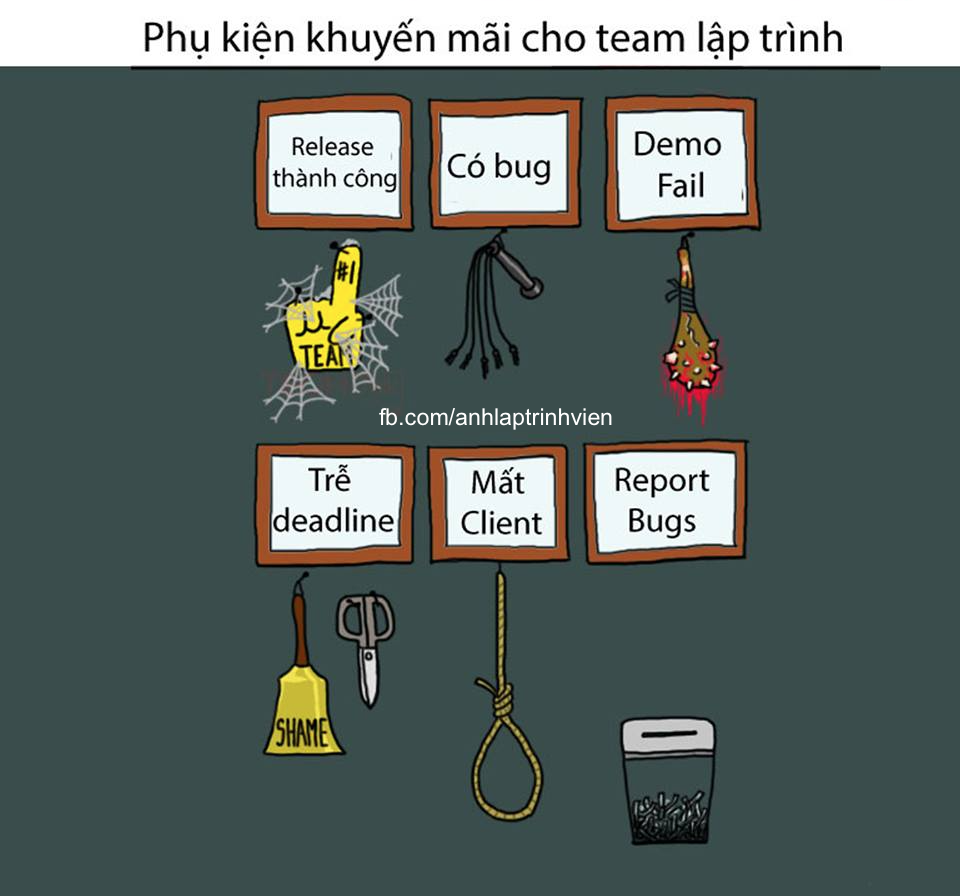 Phụ kiện khuyến mãi cho team lập trình
Release
thành công
Có bug
Demo
Fail
#1
TEAM
fb.com/anhlaptrinhvien
Trễ
deadline
Mất
Client
Report
Bugs
SHAME